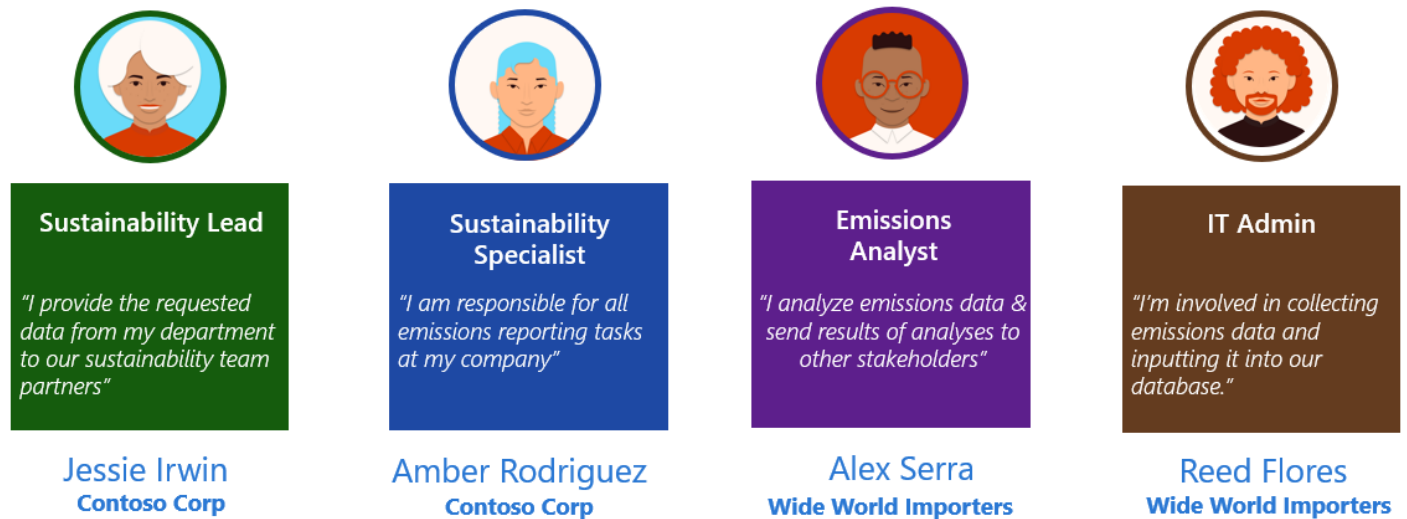 Sustainability Lead
“I provide the requested
data from my department
to our sustainability team
partners”
Jessie Irwin
Contoso Corp
Sustainability
Specialist
“I am responsible for all
emissions reporting tasks
at my company”
Amber Rodriguez
Contoso Corp
Emissions
Analyst
“I analyze emissions data &
send results of analyses to
other stakeholders”
Alex Serra
Wide World Importers
IT Admin
“I’m involved in collecting
emissions data and
inputting it into our
database.”
Reed Flores
Wide World Importers